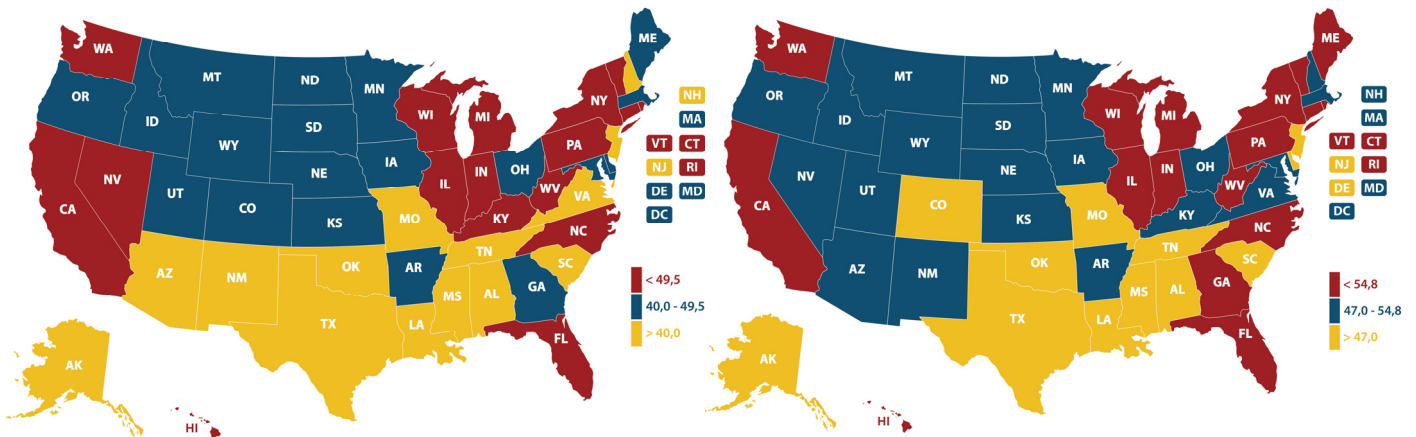 WA
MT
ND
MN
ME
OR
ID
WY
SD
WI
MI
NY
NH
MA
VT CT
NJ RI
DE MD
DC
NV
UT
CO
NE
IA
IL
IN
OH
PA
WV
VA
CA
KS
MO
KY
NC
TN
SC
AZ
NM
OK
AR
MS
AL
GA
TX
LA
FL
AK
HI
< 49,5
40,0 - 49,5
> 40,0
WA
MT
ND
MN
ME
OR
ID
WY
SD
WI
MI
NY
NH
MA
VT CT
NJ RI
DE MD
DC
NV
UT
CO
NE
IA
IL
IN
OH
PA
WV
VA
CA
KS
MO
KY
NC
TN
SC
AZ
NM
OK
AR
MS
AL
GA
TX
LA
FL
AK
HI
< 54,8
47,0 - 54,8
> 47,0